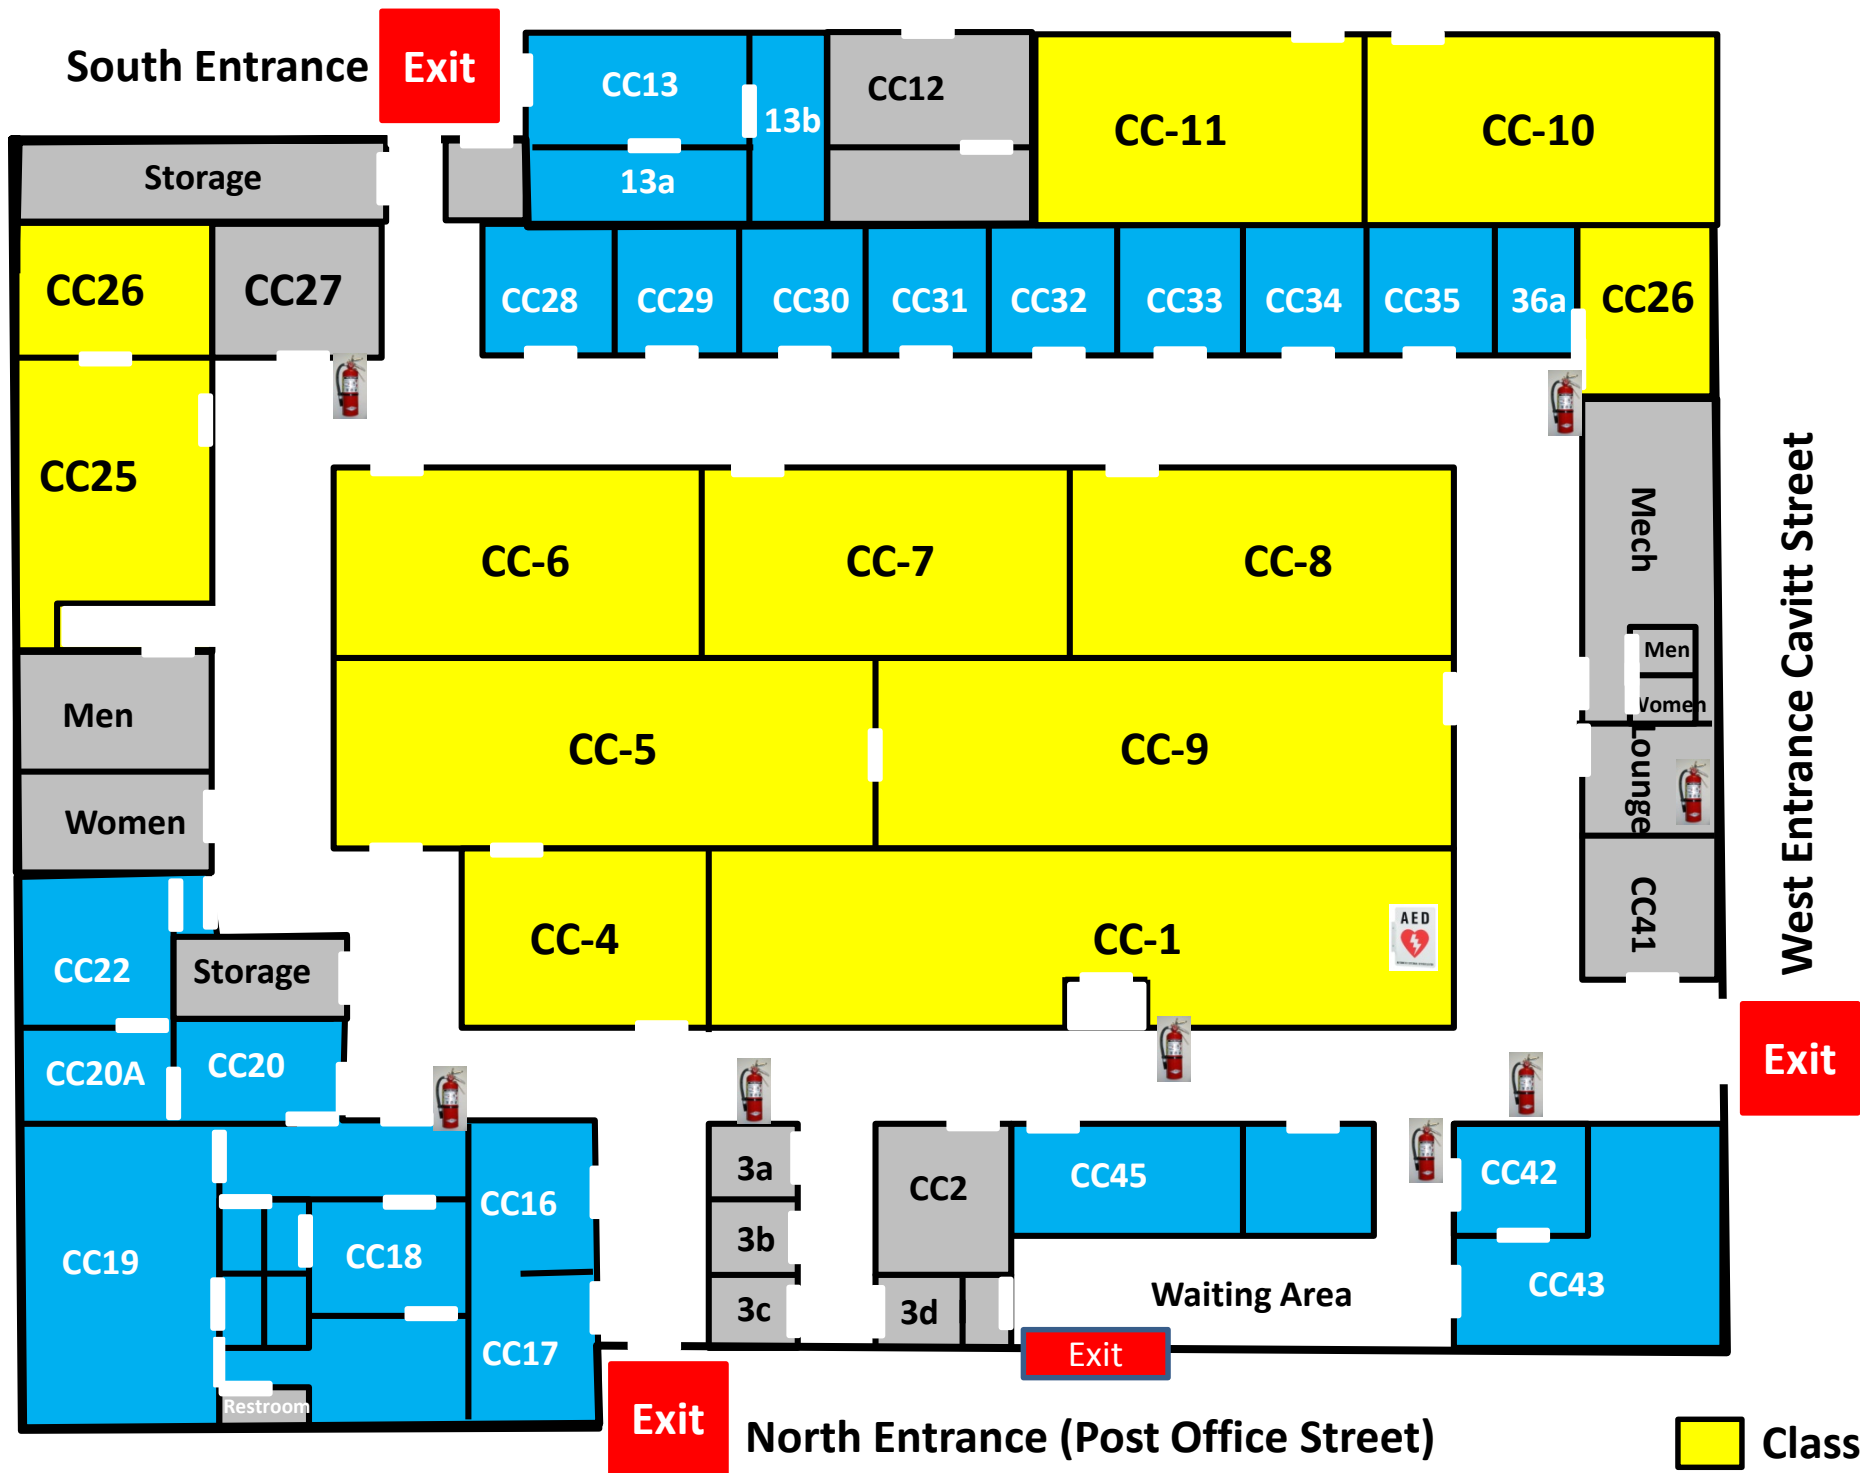 South Entrance
Exit
CC13
13b
13a
CC12
CC-11
CC-10
Storage
CC26
CC27
CC28
CC29
CC30
CC31
CC32
CC33
CC34
CC35
36a
CC26
CC25
CC-6
CC-7
CC-8
Mech
Men
Women
Lounge
CC41
West Entrance Cavitt Street
Men
Women
CC-5
CC-9
CC-4
CC-1
AED
CC22
Storage
CC20A
CC20
Exit
CC19
CC18
CC16
CC17
Restroom
3a
3b
3c
CC2
3d
CC45
CC42
CC43
Waiting Area
Exit
Exit
North Entrance (Post Office Street)
Class